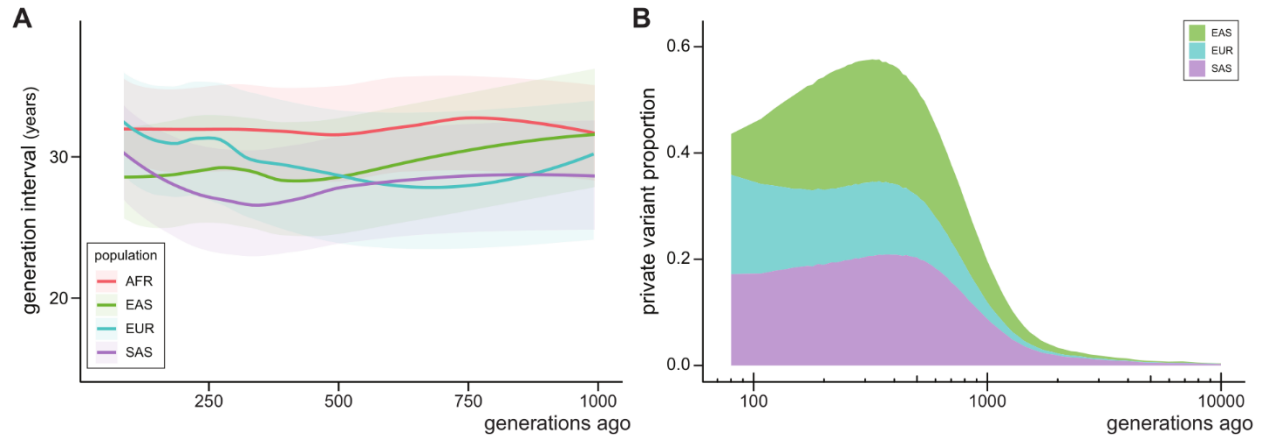 A
generation interval (years)
30
20
population
AFR
EAS
EUR
SAS
250
500
750
1000
generations ago
B
private variant proportion
0.6
0.4
0.2
0.0
EAS
EUR
SAS
100
1000
10000
generations ago